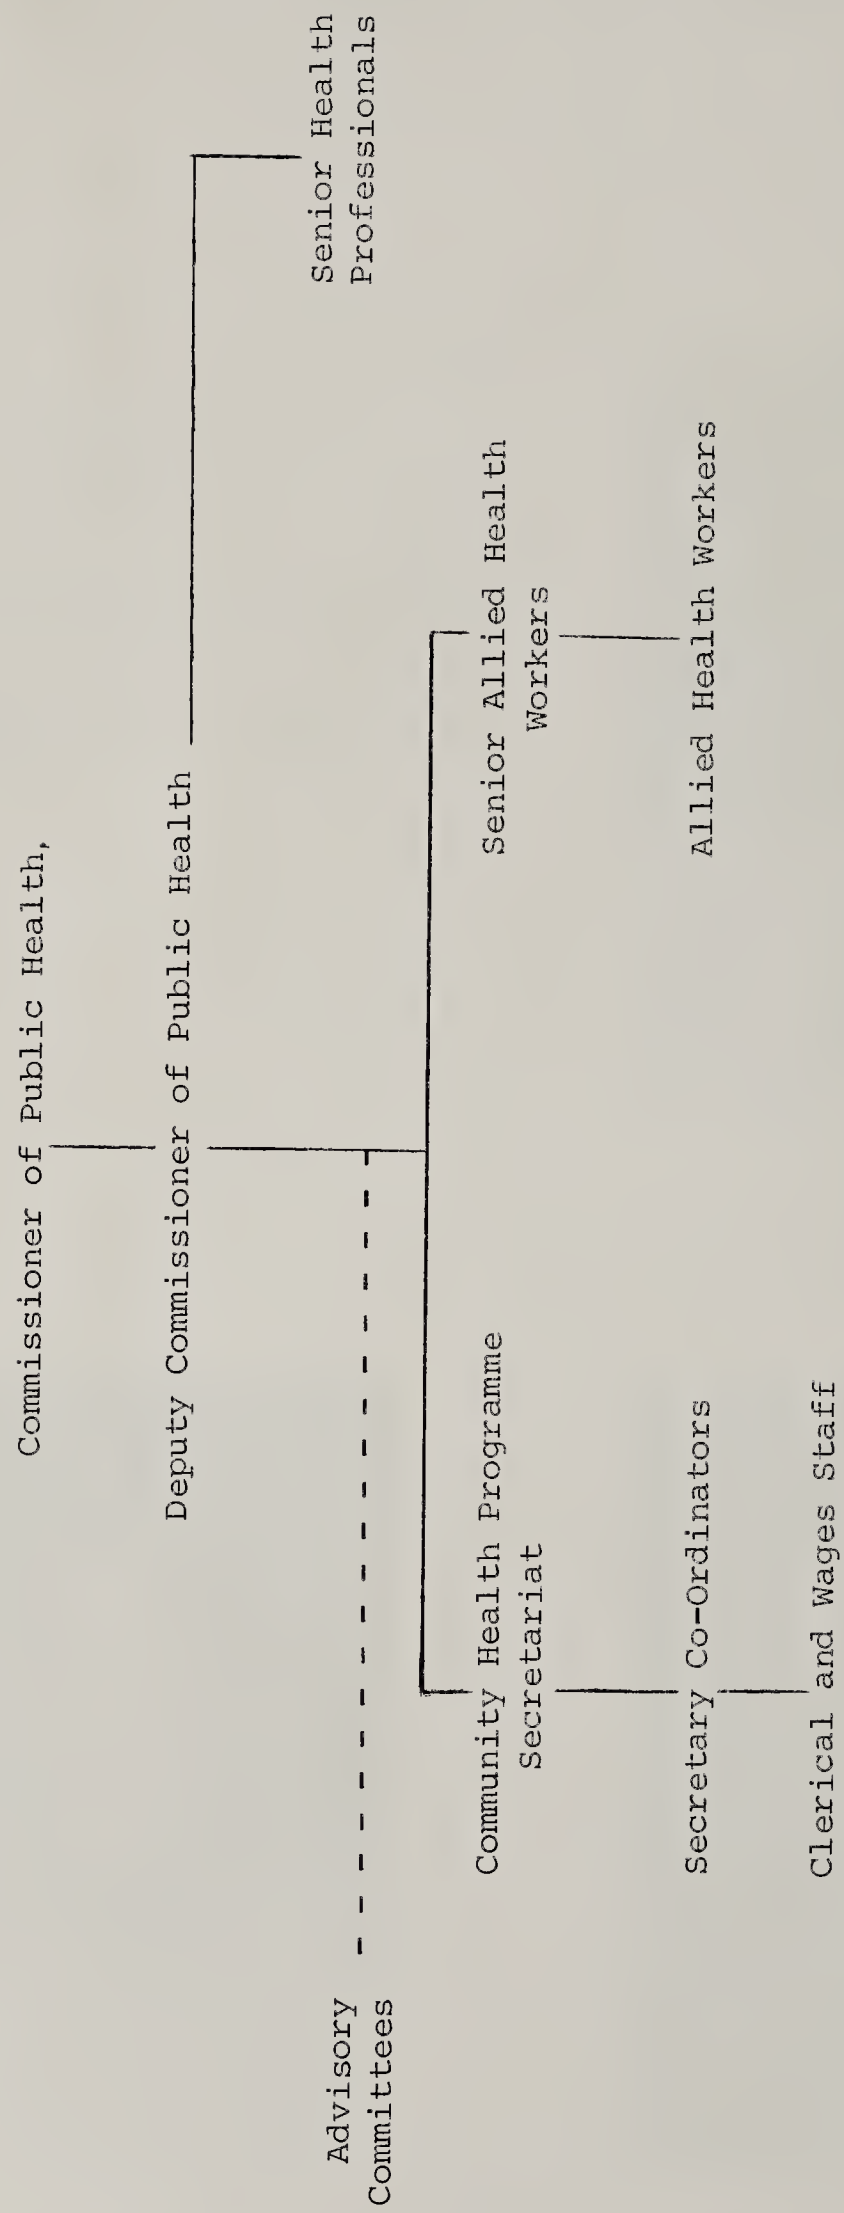 Commissioner of Public Health,
Deputy Commissioner of Public Health
Senior Health
Professionals
Advisory
Committees
Community Health Programme
Secretariat
Senior Allied Health
Workers
Secretary Co-Ordinators
Allied Health Workers
Clerical and Wages Staff